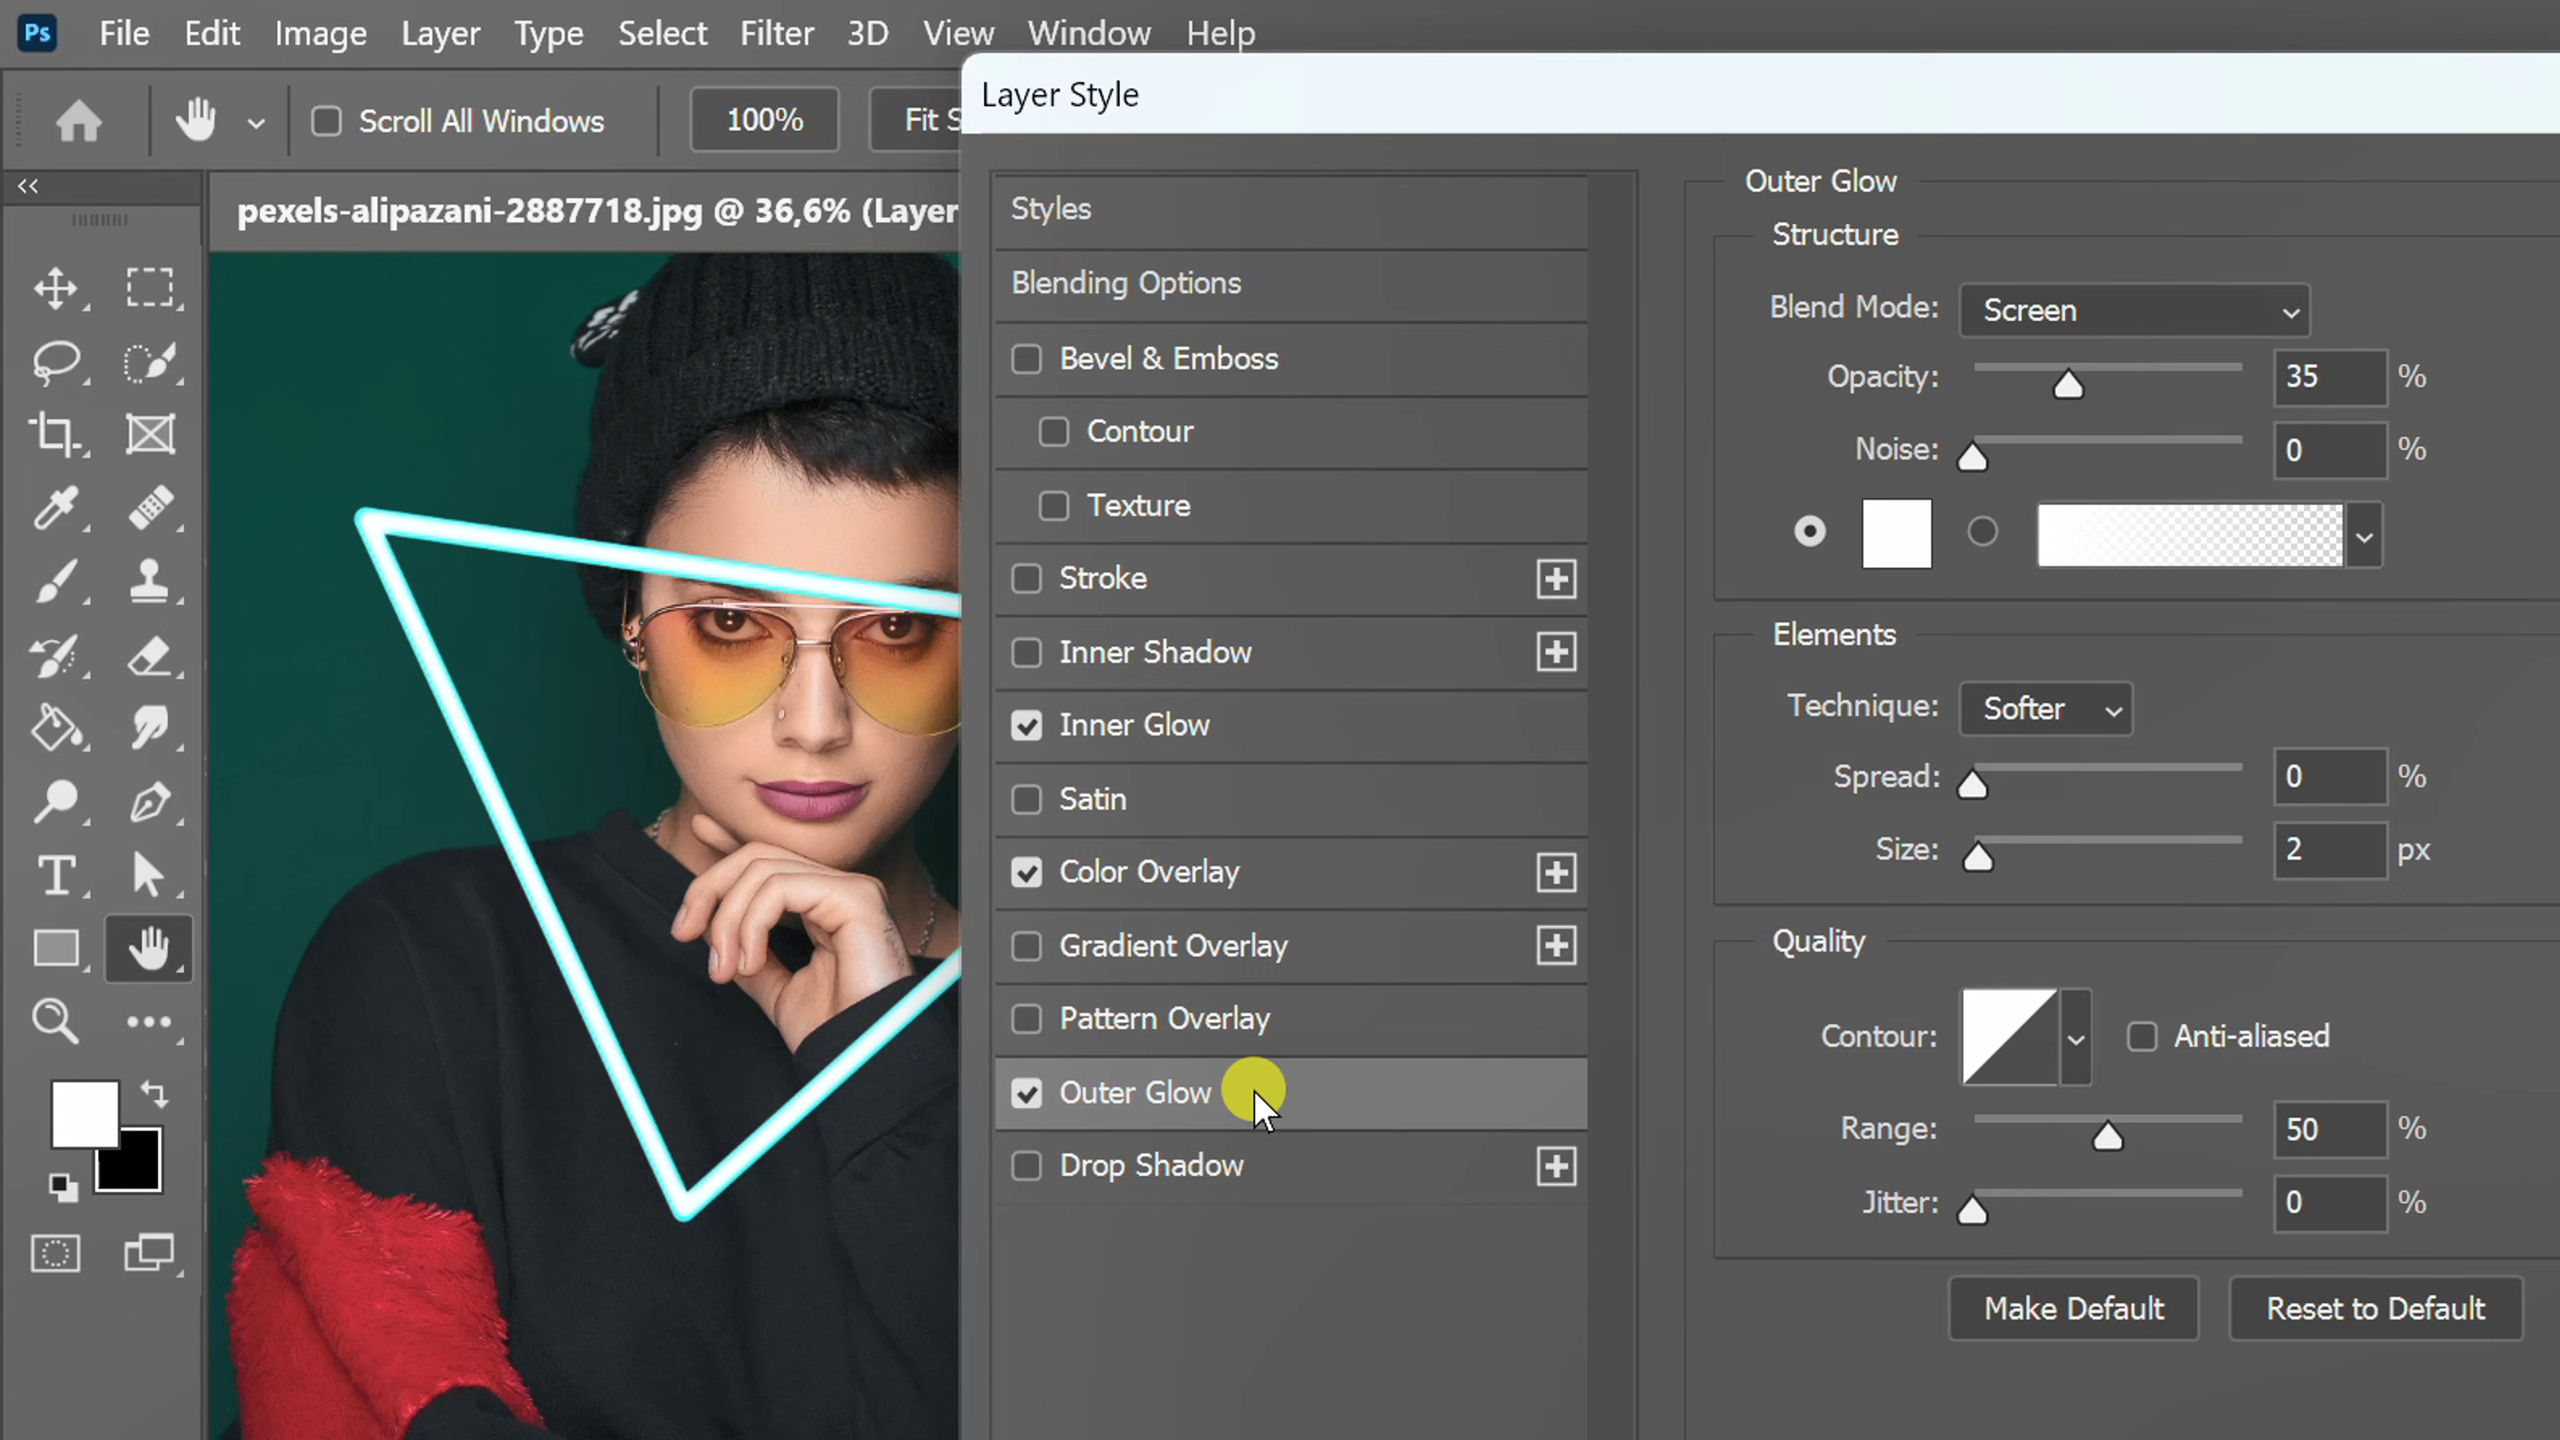 Ps File Edit Image Layer Type Select Filter 3D View Window Help
Scroll All Windows 100% Fit S
Layer Style
pexels-alipazani-2887718.jpg @ 36,6% (Layer
Styles
Blending Options
Bevel & Emboss
Contour
Texture
Stroke
Inner Shadow
Inner Glow
Satin
Color Overlay
Gradient Overlay
Pattern Overlay
Outer Glow
Drop Shadow
Outer Glow
Structure
Blend Mode: Screen
Opacity: 35 %
Noise: 0 %
Elements
Technique: Softer
Spread: 0 %
Size: 2 px
Quality
Contour: Anti-aliased
Range: 50 %
Jitter: 0 %
Make Default Reset to Default